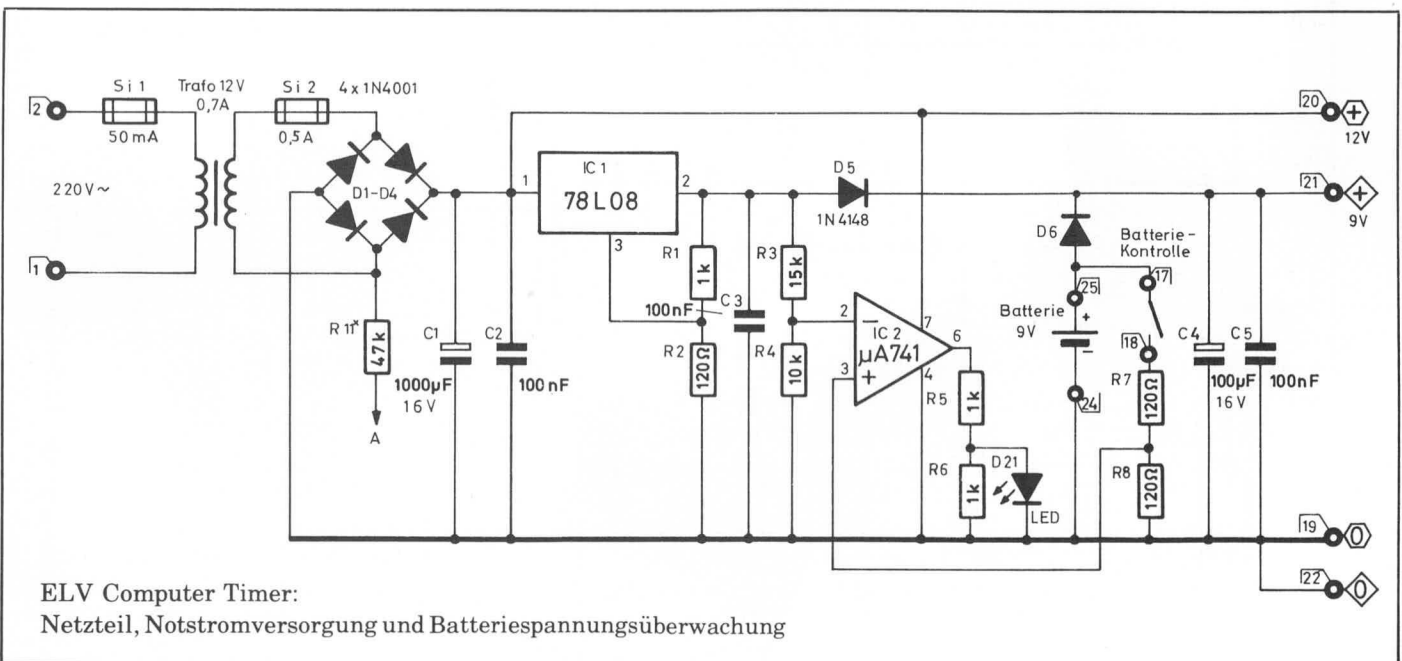 Si 1
Trafo 12V
0,7A
Si 2
4 x 1N4001
2
50 mA
0,5 A
220V~
1
D1-D4
R 11*
47k
A
C1
1000µF
16V
C2
100nF
1
IC 1
78L08
2
3
R1
1k
R2
120Ω
100nF
C3
R3
15k
R4
10k
D5
1N4148
2
−
IC 2
µA741
3
+
7
6
4
R5
1k
R6
1k
D21
LED
D6
Batterie-
Kontrolle
17
25
Batterie
9V
+
−
24
18
R7
120Ω
R8
120Ω
C4
100µF
16V
C5
100nF
20
+
12V
21
+
9V
19
0
22
0
ELV Computer Timer:
Netzteil, Notstromversorgung und Batteriespannungsüberwachung